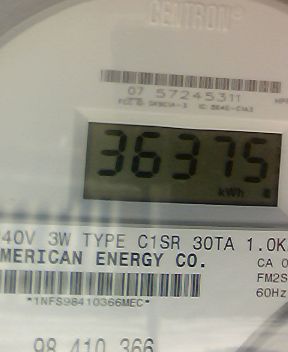 CENTRON®
07 57245311
36375
kWh
40V 3W TYPE C1SR 30TA 1.0K
MERICAN ENERGY CO.
CA 0
FM2S
60Hz
*1NFS98410366MEC*
98 410 366